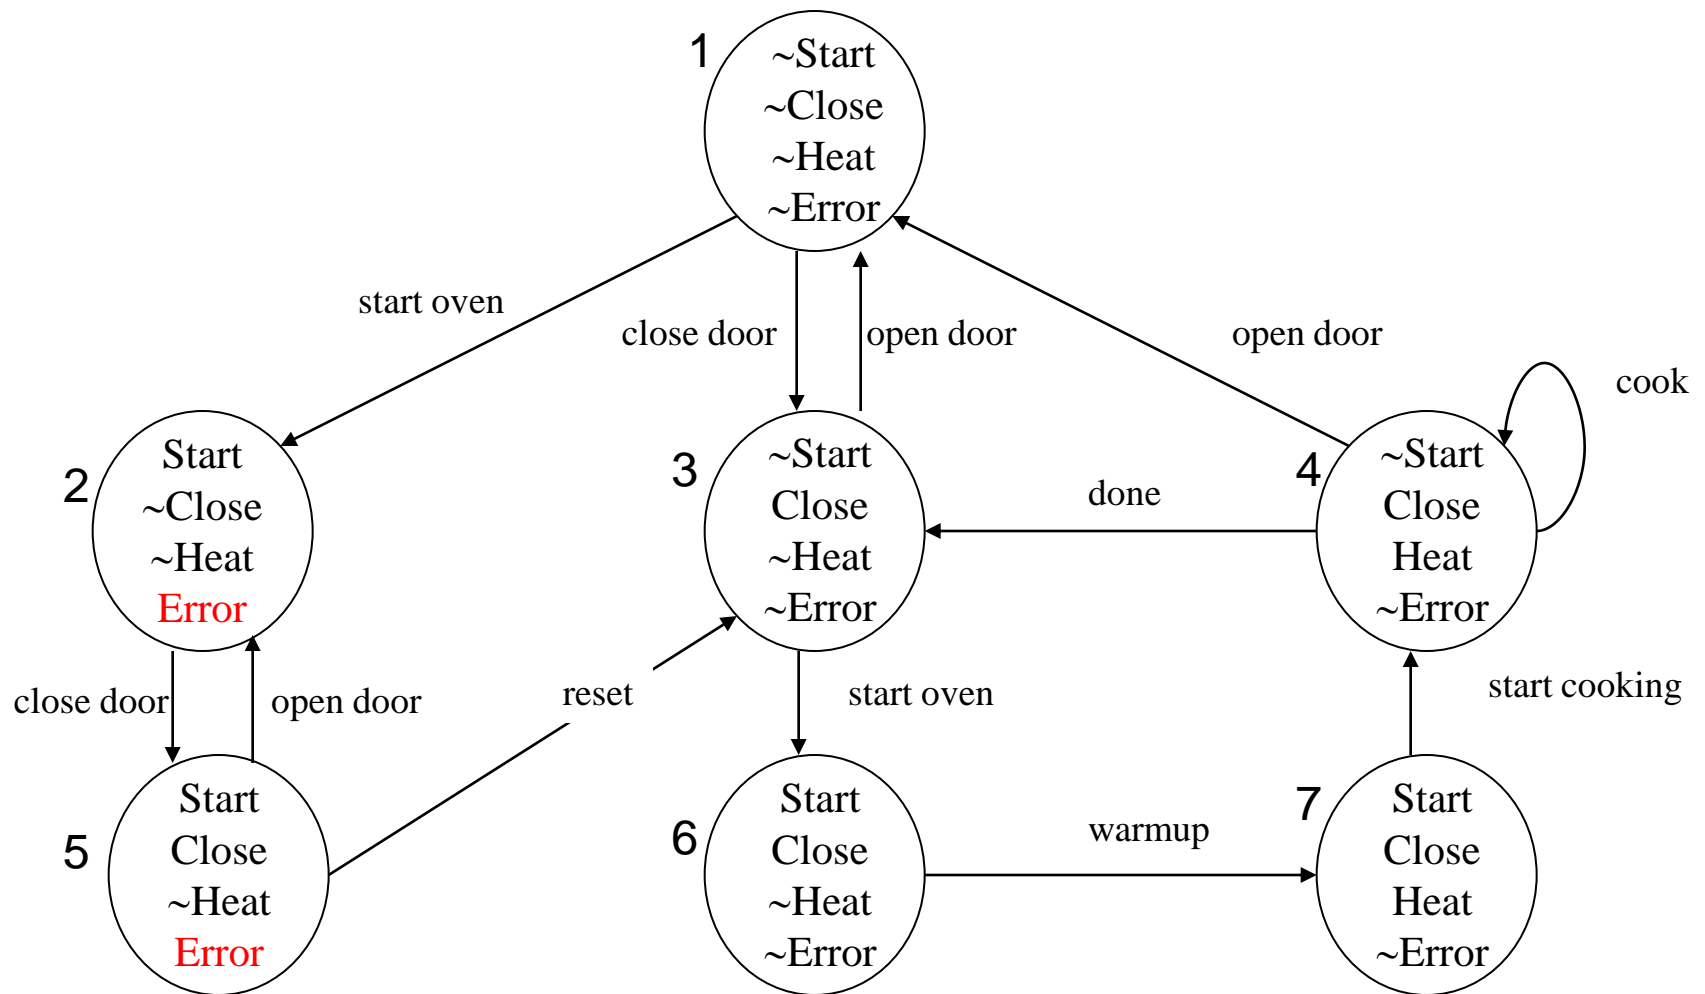 1
~Start
~Close
~Heat
~Error
start oven
close door
open door
open door
cook
2
Start
~Close
~Heat
Error
3
~Start
Close
~Heat
~Error
done
4
~Start
Close
Heat
~Error
close door
open door
reset
start oven
start cooking
5
Start
Close
~Heat
Error
6
Start
Close
~Heat
~Error
warmup
7
Start
Close
Heat
~Error